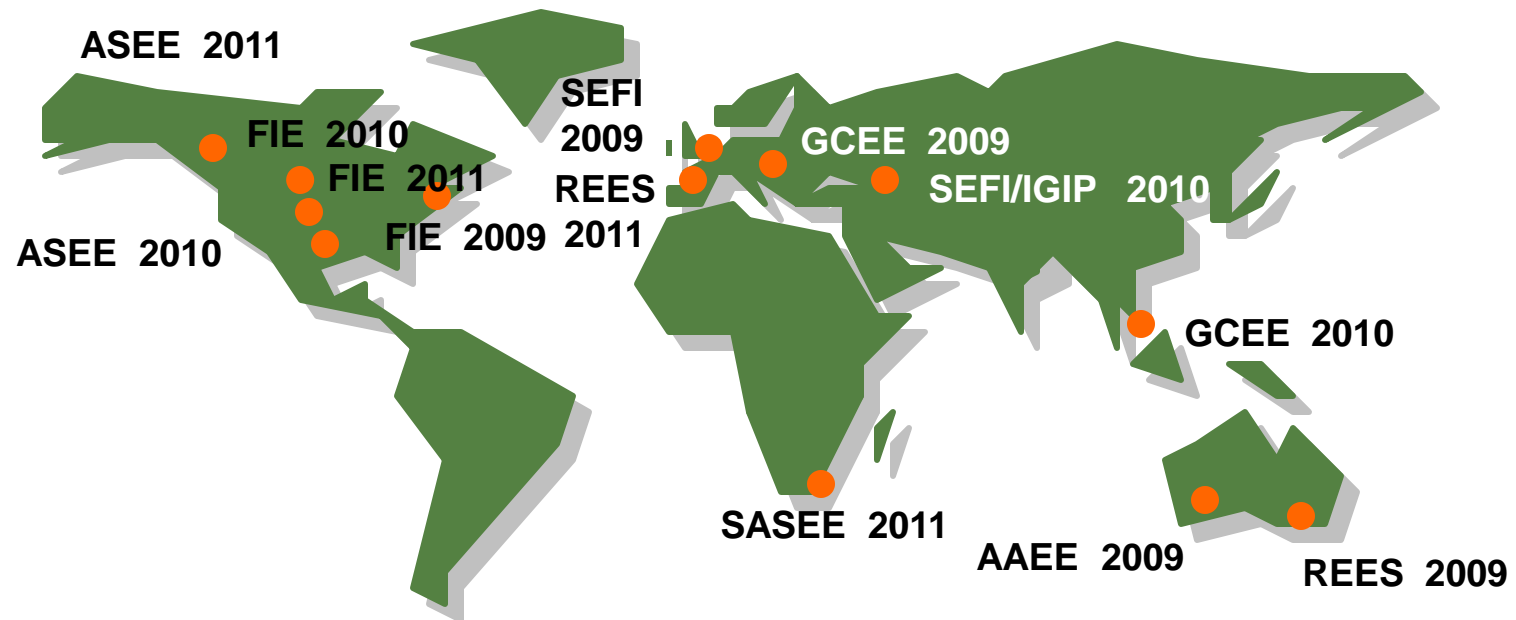 ASEE 2011
SEFI
2009
FIE 2010
GCEE 2009
FIE 2011
REES
2011
SEFI/IGIP 2010
FIE 2009
ASEE 2010
GCEE 2010
SASEE 2011
AAEE 2009
REES 2009